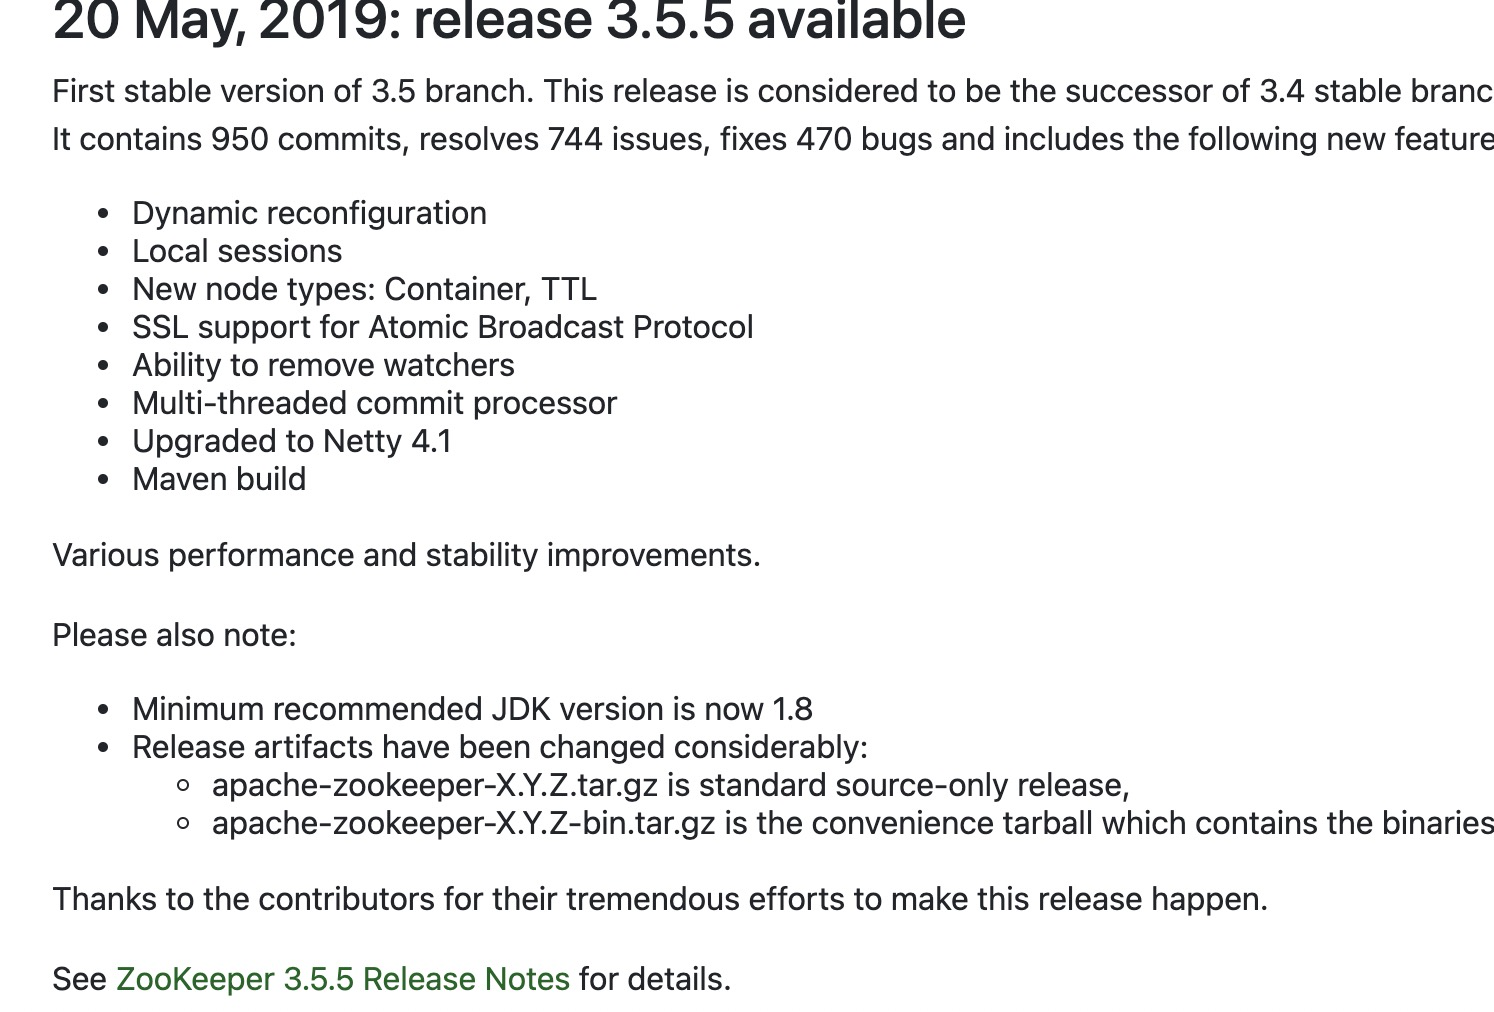 20 May, 2019: release 3.5.5 available
First stable version of 3.5 branch. This release is considered to be the successor of 3.4 stable branc
It contains 950 commits, resolves 744 issues, fixes 470 bugs and includes the following new feature
• Dynamic reconfiguration
• Local sessions
• New node types: Container, TTL
• SSL support for Atomic Broadcast Protocol
• Ability to remove watchers
• Multi-threaded commit processor
• Upgraded to Netty 4.1
• Maven build
Various performance and stability improvements.
Please also note:
• Minimum recommended JDK version is now 1.8
• Release artifacts have been changed considerably:
◦ apache-zookeeper-X.Y.Z.tar.gz is standard source-only release,
◦ apache-zookeeper-X.Y.Z-bin.tar.gz is the convenience tarball which contains the binaries
Thanks to the contributors for their tremendous efforts to make this release happen.
See ZooKeeper 3.5.5 Release Notes for details.